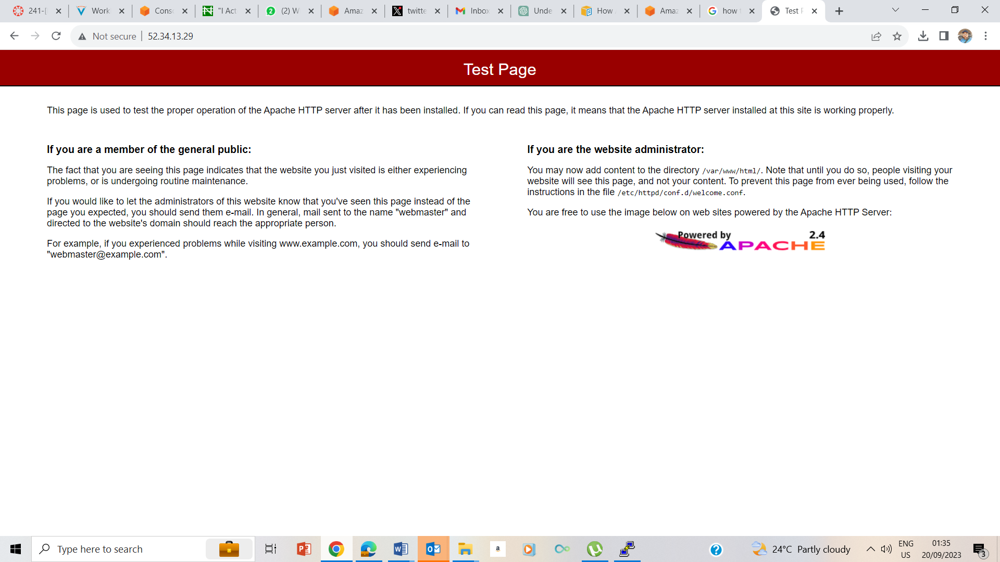 241-[
Work
Cons
"I Act
(2) W
Amaz
twitte
Inbox
Unde
How
Amaz
how
Test P
Not secure
52.34.13.29
Test Page
This page is used to test the proper operation of the Apache HTTP server after it has been installed. If you can read this page, it means that the Apache HTTP server installed at this site is working properly.
If you are a member of the general public:
The fact that you are seeing this page indicates that the website you just visited is either experiencing
problems, or is undergoing routine maintenance.
If you would like to let the administrators of this website know that you've seen this page instead of the
page you expected, you should send them e-mail. In general, mail sent to the name "webmaster" and
directed to the website's domain should reach the appropriate person.
For example, if you experienced problems while visiting www.example.com, you should send e-mail to
"webmaster@example.com".
If you are the website administrator:
You may now add content to the directory /var/www/html/. Note that until you do so, people visiting your
website will see this page, and not your content. To prevent this page from ever being used, follow the
instructions in the file /etc/httpd/conf.d/welcome.conf.
You are free to use the image below on web sites powered by the Apache HTTP Server:
Powered by 2.4
APACHE
Type here to search
24°C Partly cloudy
ENG
US
01:35
20/09/2023
3